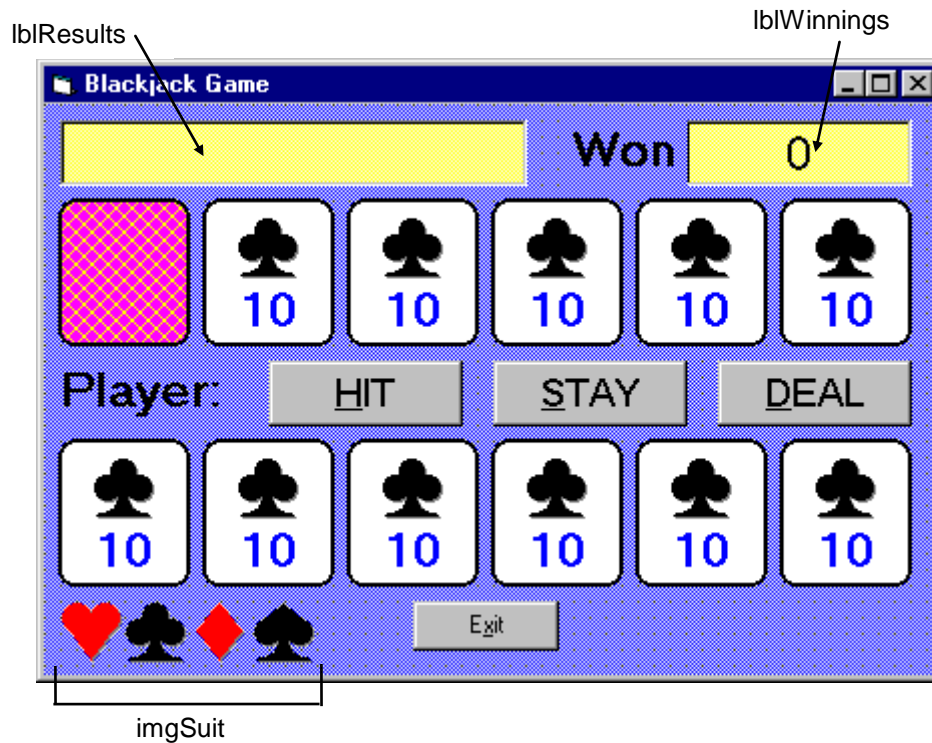 lblWinnings
lblResults
Blackjack Game
Won 0
10 10 10 10 10
Player: HIT STAY DEAL
10 10 10 10 10 10
Exit
imgSuit